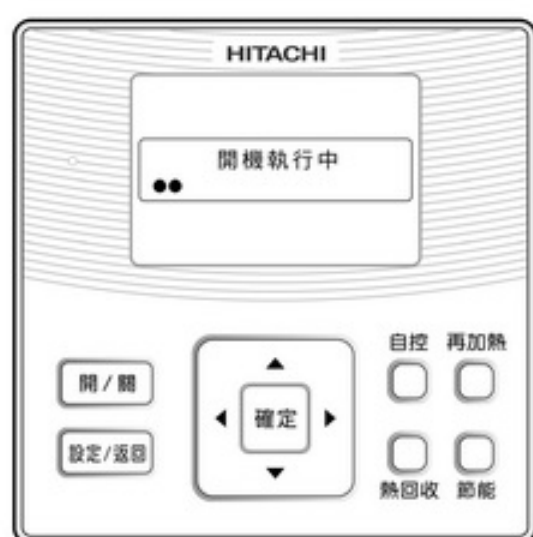 HITACHI
開機執行中
開/關
設定/返回
確定
自控 再加熱
熱回收 節能